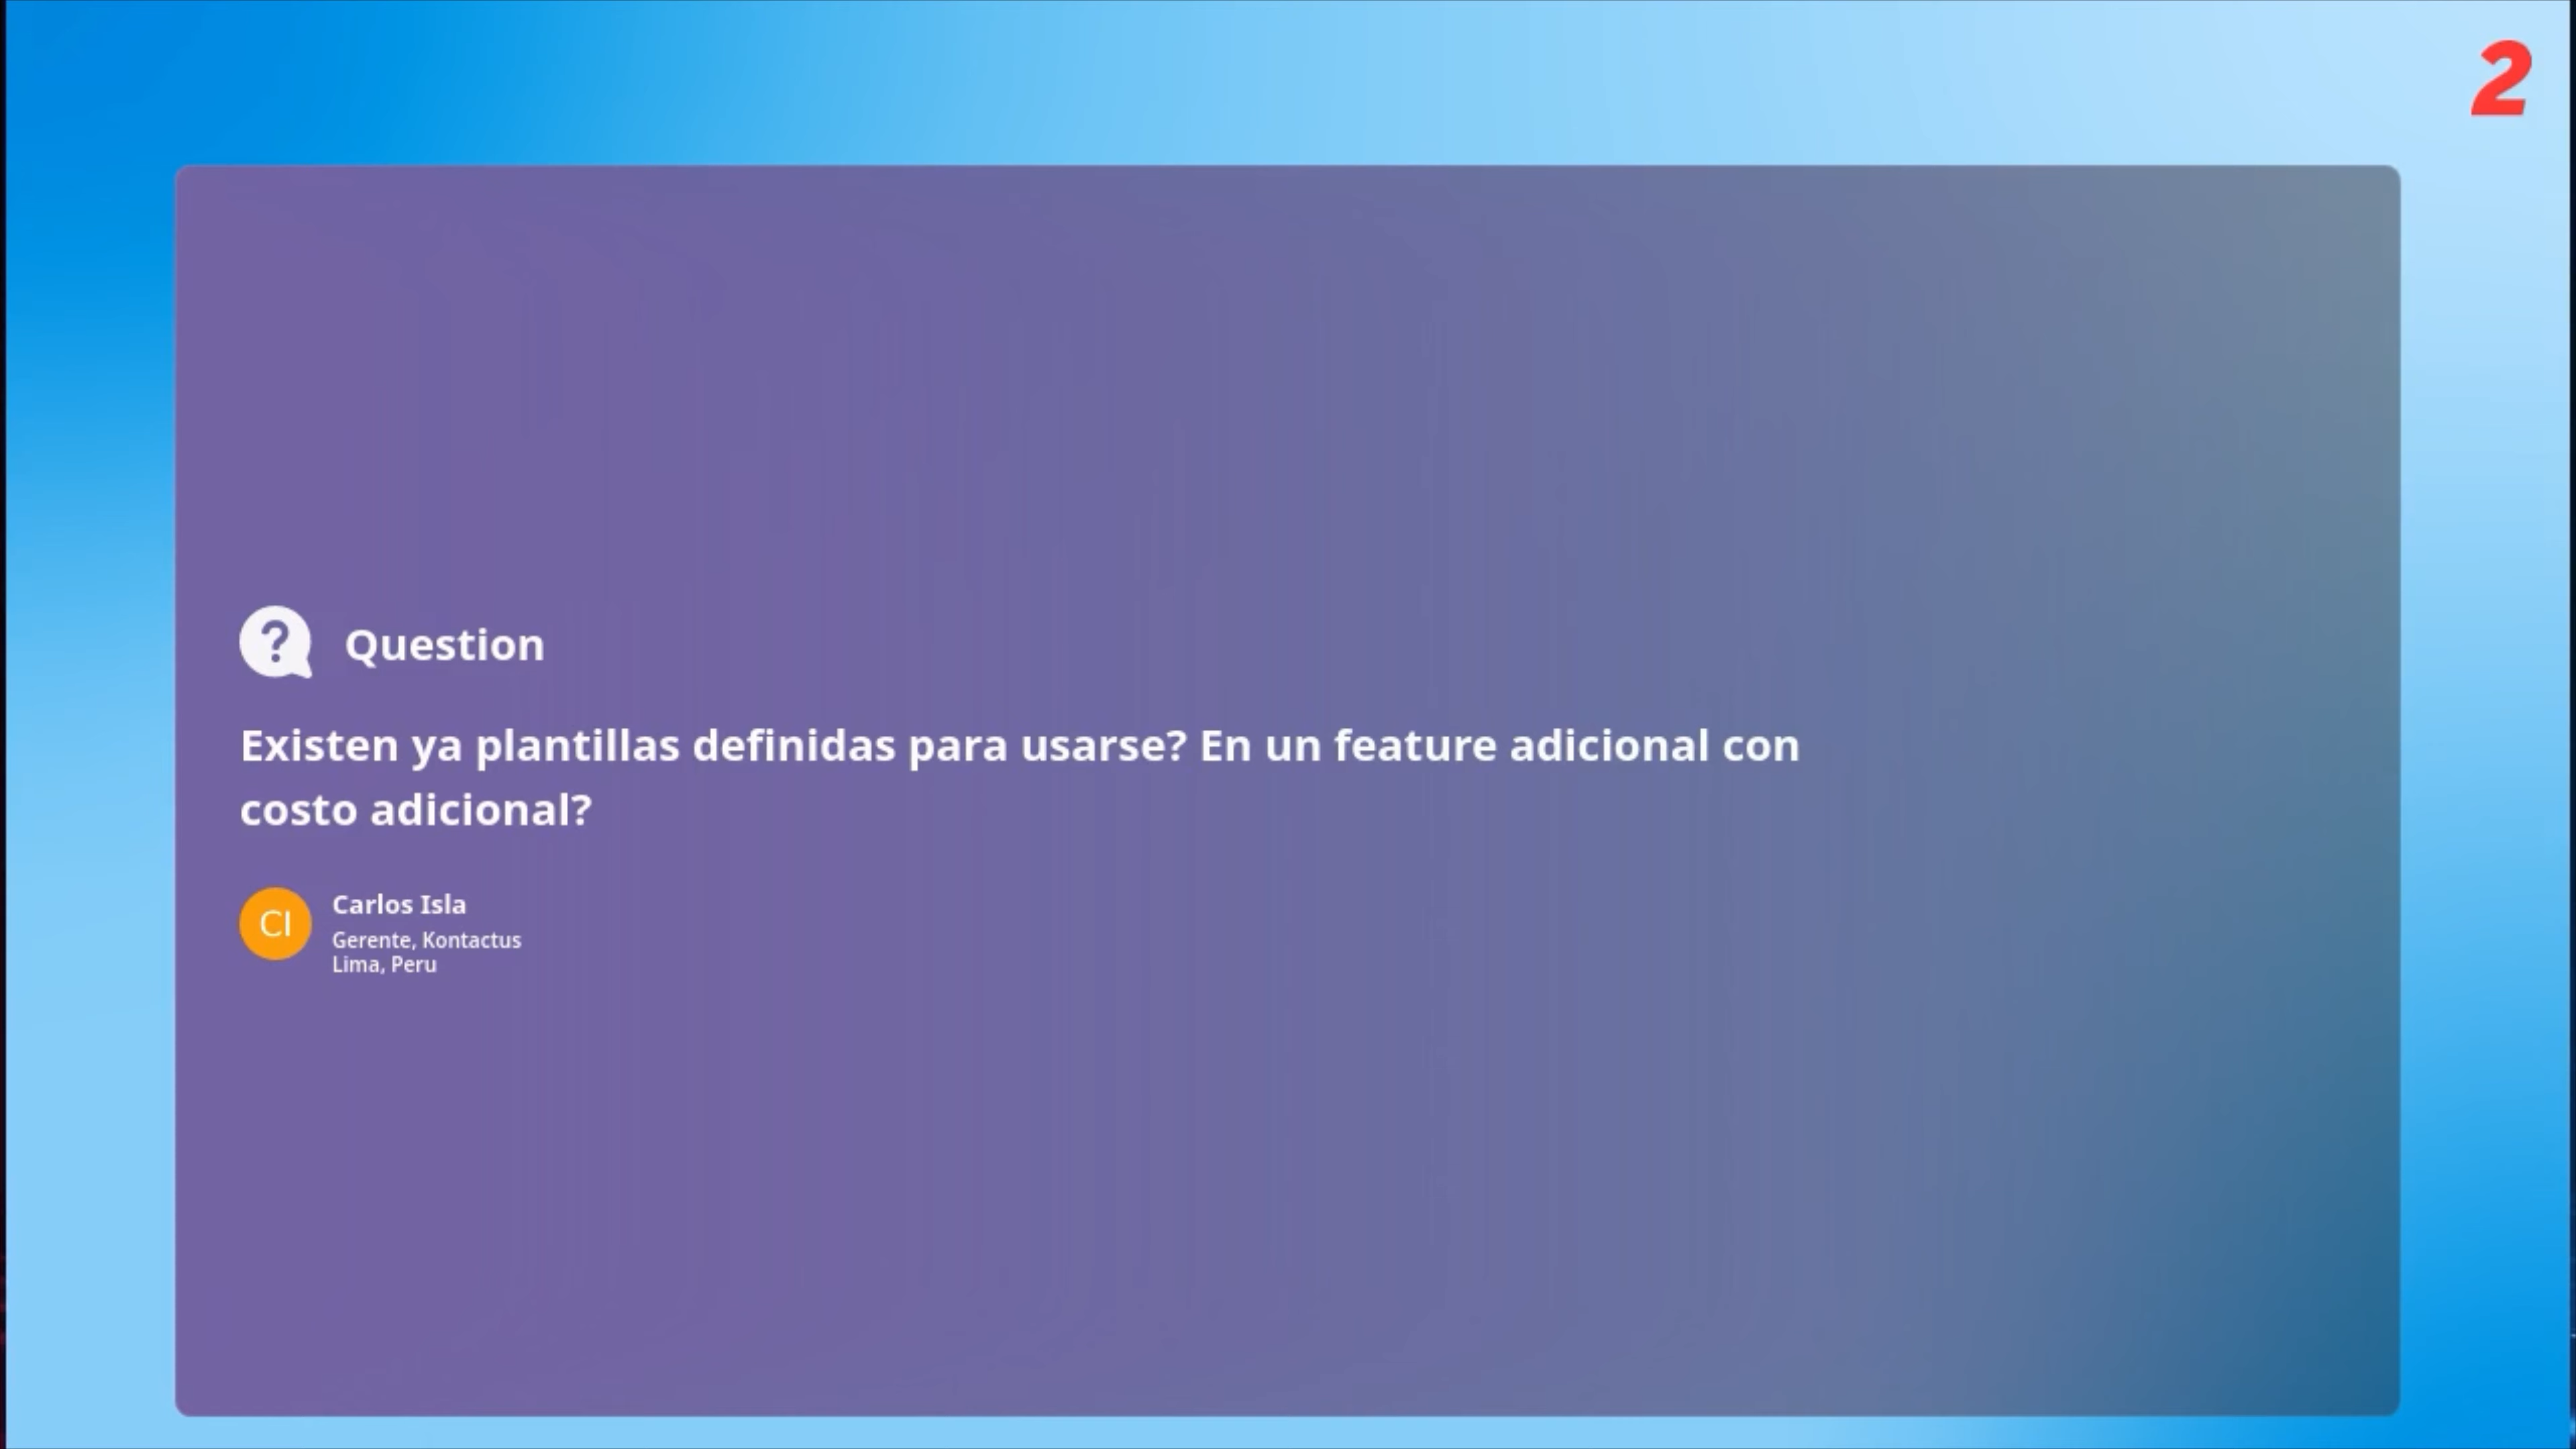 2
Question
Existen ya plantillas definidas para usarse? En un feature adicional con
costo adicional?
CI
Carlos Isla
Gerente, Kontactus
Lima, Peru